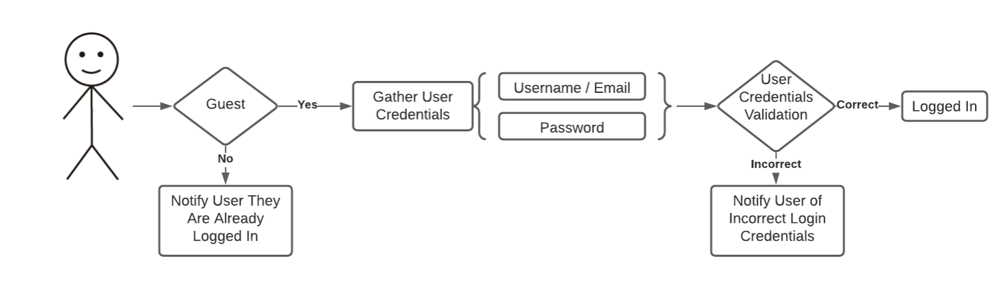 Guest
Yes
No
Notify User They
Are Already
Logged In
Gather User
Credentials
Username / Email
Password
User
Credentials
Validation
Correct
Logged In
Incorrect
Notify User of
Incorrect Login
Credentials